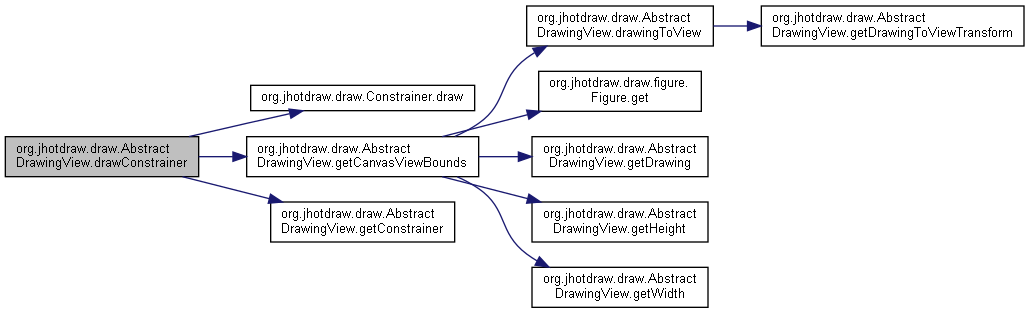 org.jhotdraw.draw.Abstract
DrawingView.drawConstrainer
org.jhotdraw.draw.Constrainer.draw
org.jhotdraw.draw.Abstract
DrawingView.getCanvasViewBounds
org.jhotdraw.draw.Abstract
DrawingView.getConstrainer
org.jhotdraw.draw.Abstract
DrawingView.drawingToView
org.jhotdraw.draw.figure.
Figure.get
org.jhotdraw.draw.Abstract
DrawingView.getDrawing
org.jhotdraw.draw.Abstract
DrawingView.getHeight
org.jhotdraw.draw.Abstract
DrawingView.getWidth
org.jhotdraw.draw.Abstract
DrawingView.getDrawingToViewTransform